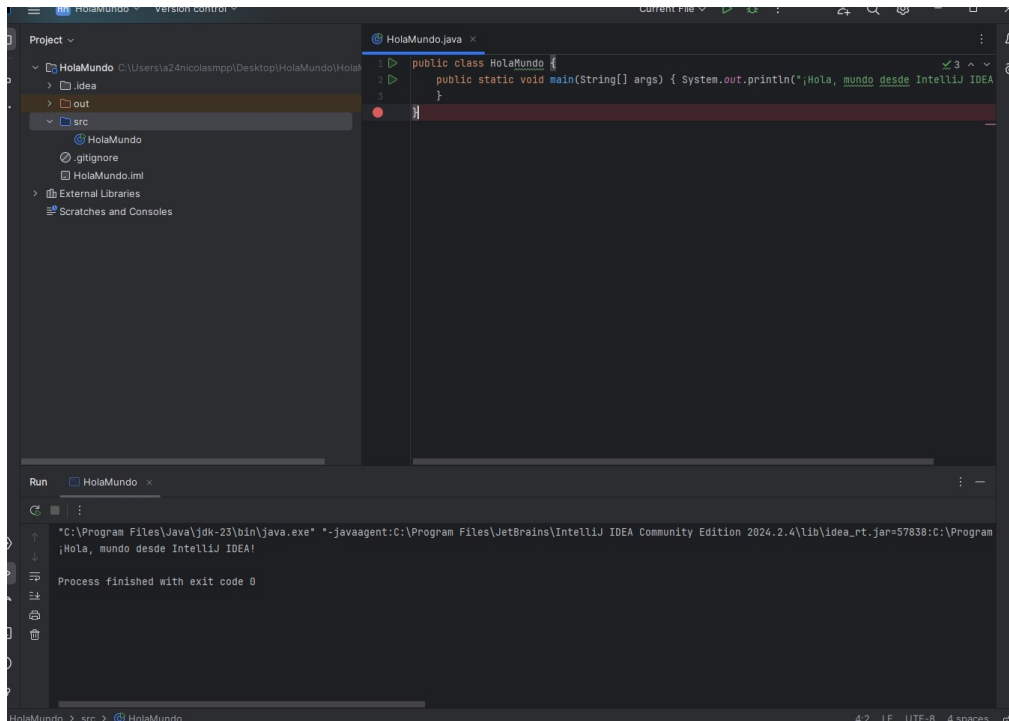 HolaMundo Version control
Current File
Project
HolaMundo C:\Users\a24nicolasmpp\Desktop\HolaMundo\HolaM
.idea
out
src
HolaMundo
.gitignore
HolaMundo.iml
External Libraries
Scratches and Consoles
HolaMundo.java
1 public class HolaMundo {
2 public static void main(String[] args) { System.out.println("¡Hola, mundo desde IntelliJ IDEA
3 }
}
3
Run HolaMundo
"C:\Program Files\Java\jdk-23\bin\java.exe" "-javaagent:C:\Program Files\JetBrains\IntelliJ IDEA Community Edition 2024.2.4\lib\idea_rt.jar=57838:C:\Program
¡Hola, mundo desde IntelliJ IDEA!
Process finished with exit code 0
HolaMundo > src > HolaMundo
4:2 LF UTF-8 4 spaces